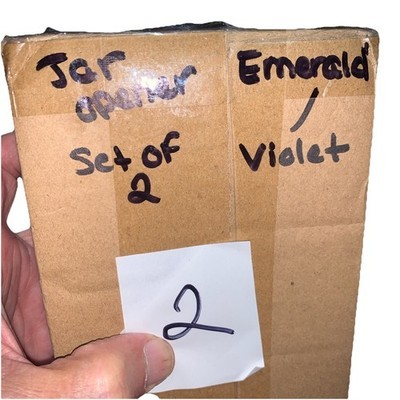 Jar
opener
Set of
2
Emerald
/
Violet
2